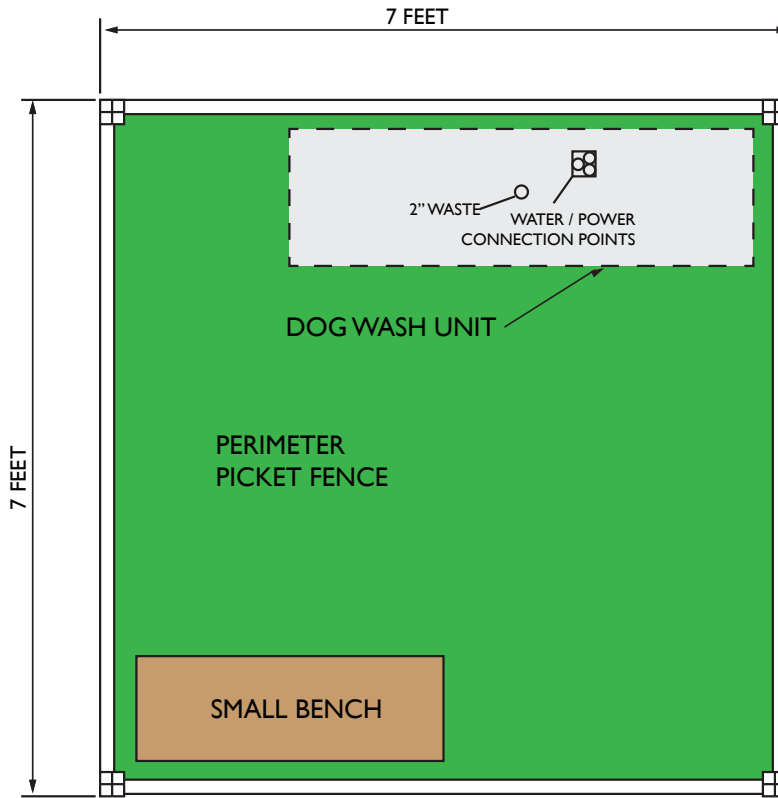 7 FEET
2” WASTE
WATER / POWER
CONNECTION POINTS
DOG WASH UNIT
PERIMETER
PICKET FENCE
7 FEET
SMALL BENCH